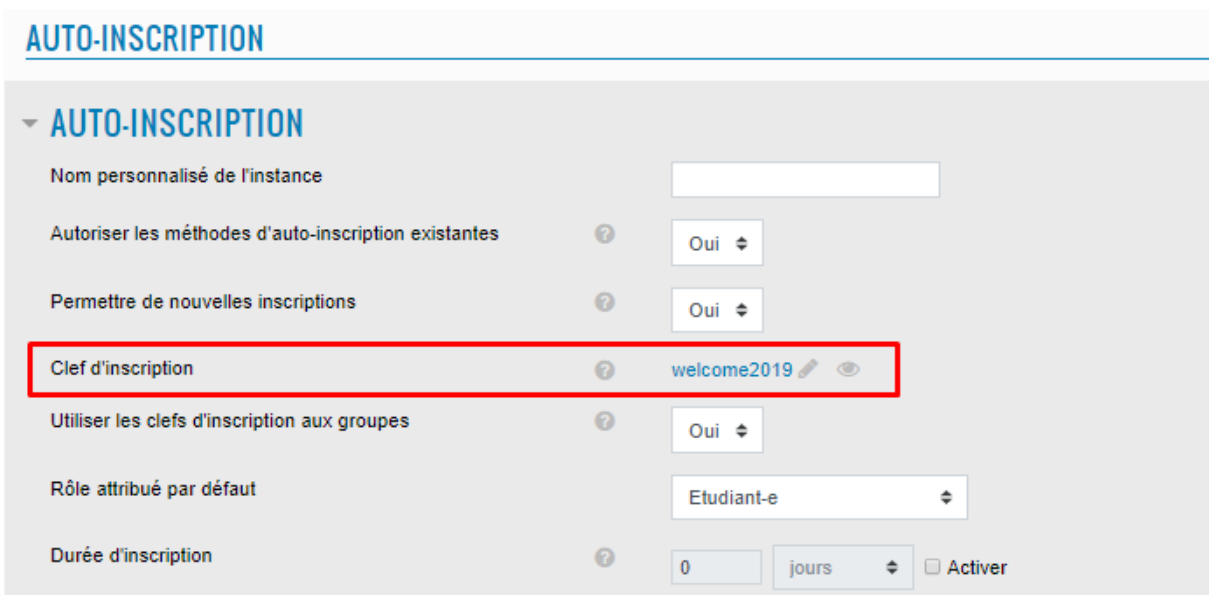 AUTO-INSCRIPTION
AUTO-INSCRIPTION
Nom personnalisé de l'instance
Autoriser les méthodes d'auto-inscription existantes ? Oui
Permettre de nouvelles inscriptions ? Oui
Clef d'inscription ? welcome2019
Utiliser les clefs d'inscription aux groupes ? Oui
Rôle attribué par défaut Etudiant-e
Durée d'inscription ? 0 jours Activer